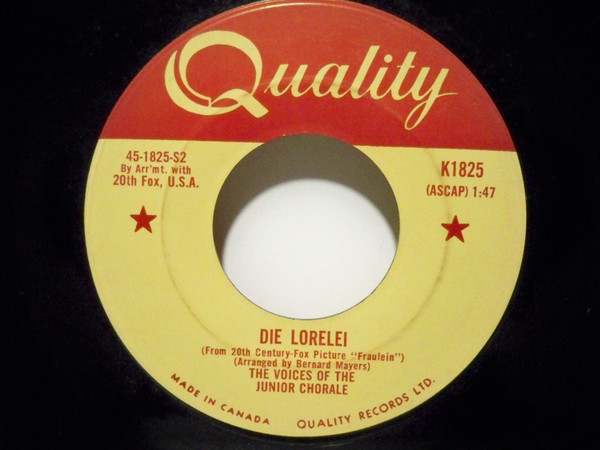 Quality
45-1825-S2
By Arr'mt. with
20th Fox, U.S.A.
K1825
(ASCAP) 1:47
DIE LORELEI
(From 20th Century-Fox Picture "Fraulein")
(Arranged by Bernard Mayers)
THE VOICES OF THE
JUNIOR CHORALE
MADE IN CANADA QUALITY RECORDS LTD.